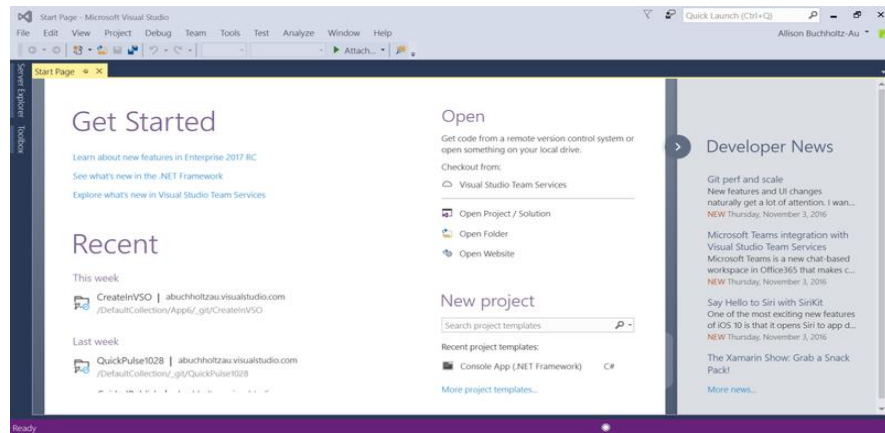 Start Page - Microsoft Visual Studio
Quick Launch (Ctrl+Q)
File Edit View Project Debug Team Tools Test Analyze Window Help
Allison Buchholtz-Au
Attach...
Server Explorer
Toolbox
Start Page
Get Started
Learn about new features in Enterprise 2017 RC
See what's new in the .NET Framework
Explore what's new in Visual Studio Team Services
Recent
This week
CreateInVSO | abuchholtzau.visualstudio.com
/DefaultCollection/App6/_git/CreateInVSO
Last week
QuickPulse1028 | abuchholtzau.visualstudio.com
/DefaultCollection/_git/QuickPulse1028
Open
Get code from a remote version control system or
open something on your local drive.
Checkout from:
Visual Studio Team Services
Open Project / Solution
Open Folder
Open Website
New project
Search project templates
Recent project templates:
Console App (.NET Framework) C#
More project templates...
Developer News
Git perf and scale
New features and UI changes
naturally get a lot of attention. I wan...
NEW Thursday, November 3, 2016
Microsoft Teams integration with
Visual Studio Team Services
Microsoft Teams is a new chat-based
workspace in Office365 that makes c...
NEW Thursday, November 3, 2016
Say Hello to Siri with SiriKit
One of the most exciting new features
of iOS 10 is that it opens Siri to app d...
NEW Thursday, November 3, 2016
The Xamarin Show: Grab a Snack
Pack!
More news...
Ready